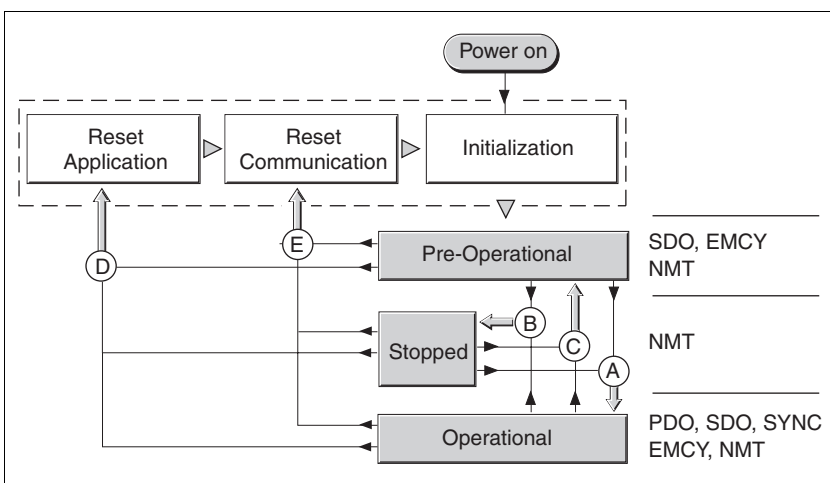 Power on
Reset
Application
Reset
Communication
Initialization
E
D
Pre-Operational
SDO, EMCY
NMT
B
Stopped
C
NMT
A
Operational
PDO, SDO, SYNC
EMCY, NMT